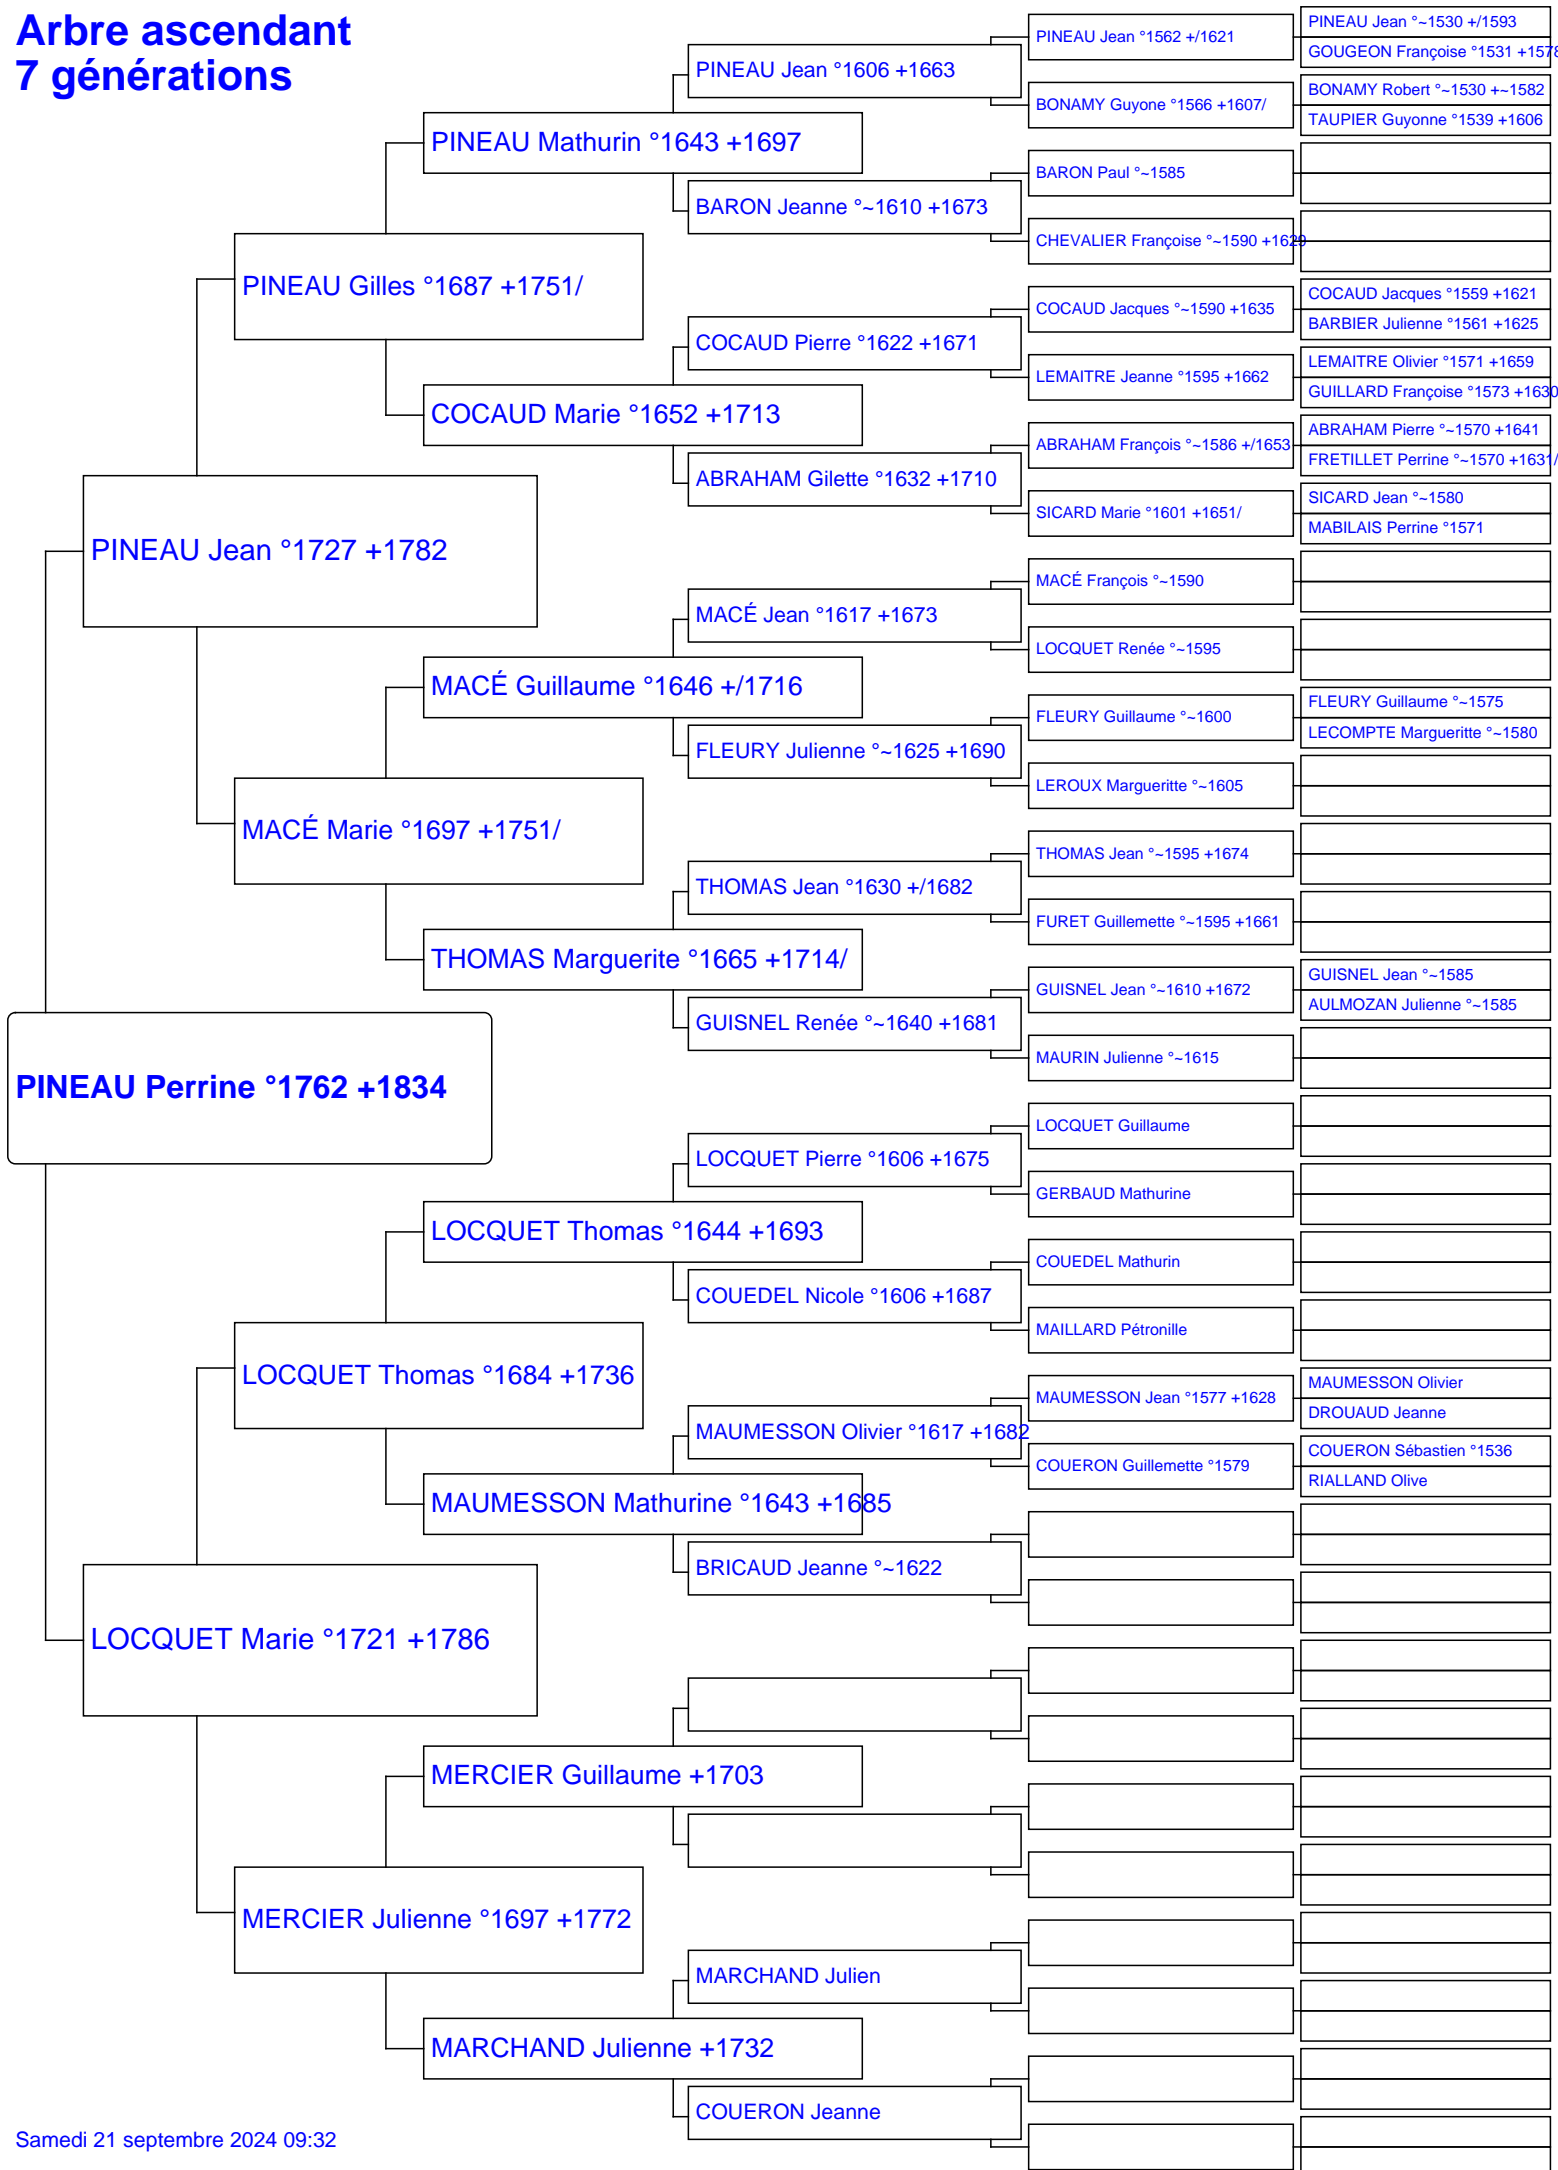 Arbre ascendant
7 générations
PINEAU Perrine °1762 +1834
PINEAU Jean °1727 +1782
LOCQUET Marie °1721 +1786
PINEAU Gilles °1687 +1751/
MACÉ Marie °1697 +1751/
LOCQUET Thomas °1684 +1736
MERCIER Julienne °1697 +1772
PINEAU Mathurin °1643 +1697
COCAUD Marie °1652 +1713
MACÉ Guillaume °1646 +/1716
THOMAS Marguerite °1665 +1714/
LOCQUET Thomas °1644 +1693
MAUMESSON Mathurine °1643 +1685
MERCIER Guillaume +1703
MARCHAND Julienne +1732
PINEAU Jean °1606 +1663
BARON Jeanne °~1610 +1673
COCAUD Pierre °1622 +1671
ABRAHAM Gilette °1632 +1710
MACÉ Jean °1617 +1673
FLEURY Julienne °~1625 +1690
THOMAS Jean °1630 +/1682
GUISNEL Renée °~1640 +1681
LOCQUET Pierre °1606 +1675
COUEDEL Nicole °1606 +1687
MAUMESSON Olivier °1617 +1682
BRICAUD Jeanne °~1622
MARCHAND Julien
COUERON Jeanne
PINEAU Jean °1562 +/1621
BONAMY Guyone °1566 +1607/
BARON Paul °~1585
CHEVALIER Françoise °~1590 +1629
COCAUD Jacques °~1590 +1635
LEMAITRE Jeanne °1595 +1662
ABRAHAM François °~1586 +/1653
SICARD Marie °1601 +1651/
MACÉ François °~1590
LOCQUET Renée °~1595
FLEURY Guillaume °~1600
LEROUX Margueritte °~1605
THOMAS Jean °~1595 +1674
FURET Guillemette °~1595 +1661
GUISNEL Jean °~1610 +1672
MAURIN Julienne °~1615
LOCQUET Guillaume
GERBAUD Mathurine
COUEDEL Mathurin
MAILLARD Pétronille
MAUMESSON Jean °1577 +1628
COUERON Guillemette °1579
PINEAU Jean °~1530 +/1593
GOUGEON Françoise °1531 +1578
BONAMY Robert °~1530 +~1582
TAUPIER Guyonne °1539 +1606
COCAUD Jacques °1559 +1621
BARBIER Julienne °1561 +1625
LEMAITRE Olivier °1571 +1659
GUILLARD Françoise °1573 +1630
ABRAHAM Pierre °~1570 +1641
FRETILLET Perrine °~1570 +1631/
SICARD Jean °~1580
MABILAIS Perrine °1571
FLEURY Guillaume °~1575
LECOMPTE Margueritte °~1580
GUISNEL Jean °~1585
AULMOZAN Julienne °~1585
MAUMESSON Olivier
DROUAUD Jeanne
COUERON Sébastien °1536
RIALLAND Olive
Samedi 21 septembre 2024 09:32